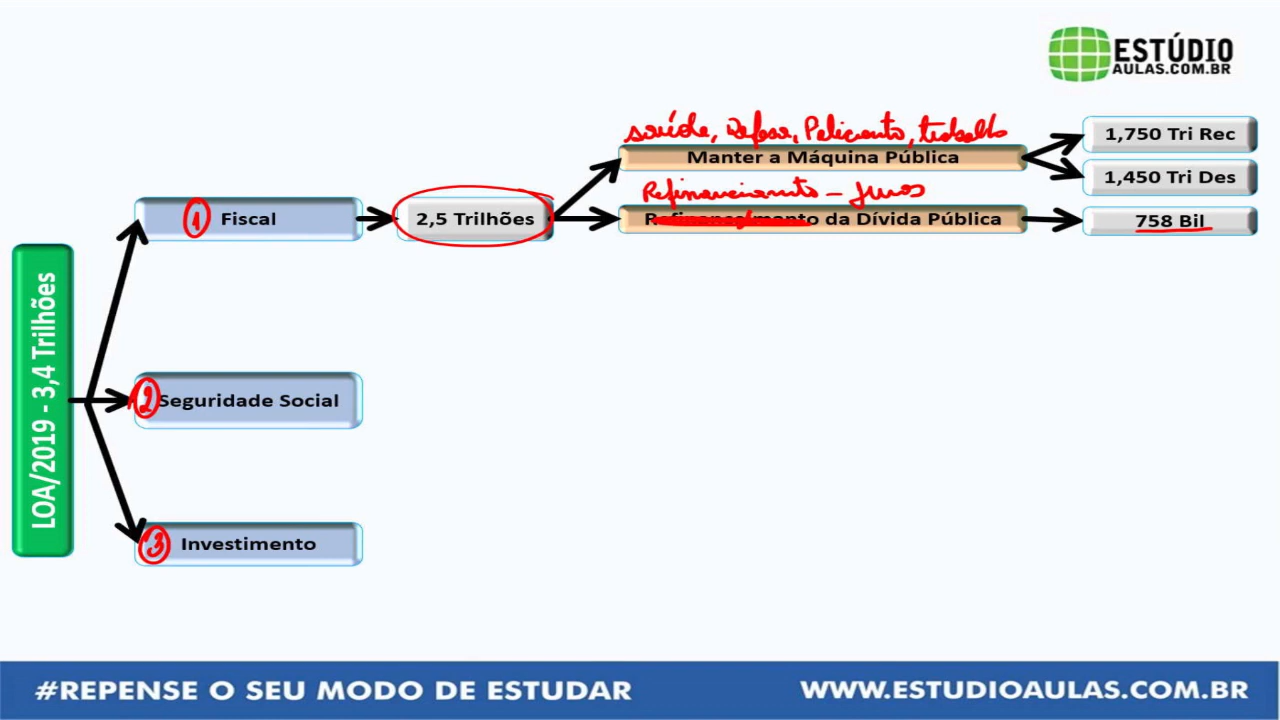 ESTÚDIO
AULAS.COM.BR
saúde, Defesa, trabalho
Manter a Máquina Pública
1,750 Tri Rec
1,450 Tri Des
Refinanciamento - Juros
Refinanciamento da Dívida Pública
758 Bil
1 Fiscal
2,5 Trilhões
LOA/2019 - 3,4 Trilhões
2 Seguridade Social
3 Investimento
#REPENSE O SEU MODO DE ESTUDAR
WWW.ESTUDIOAULAS.COM.BR